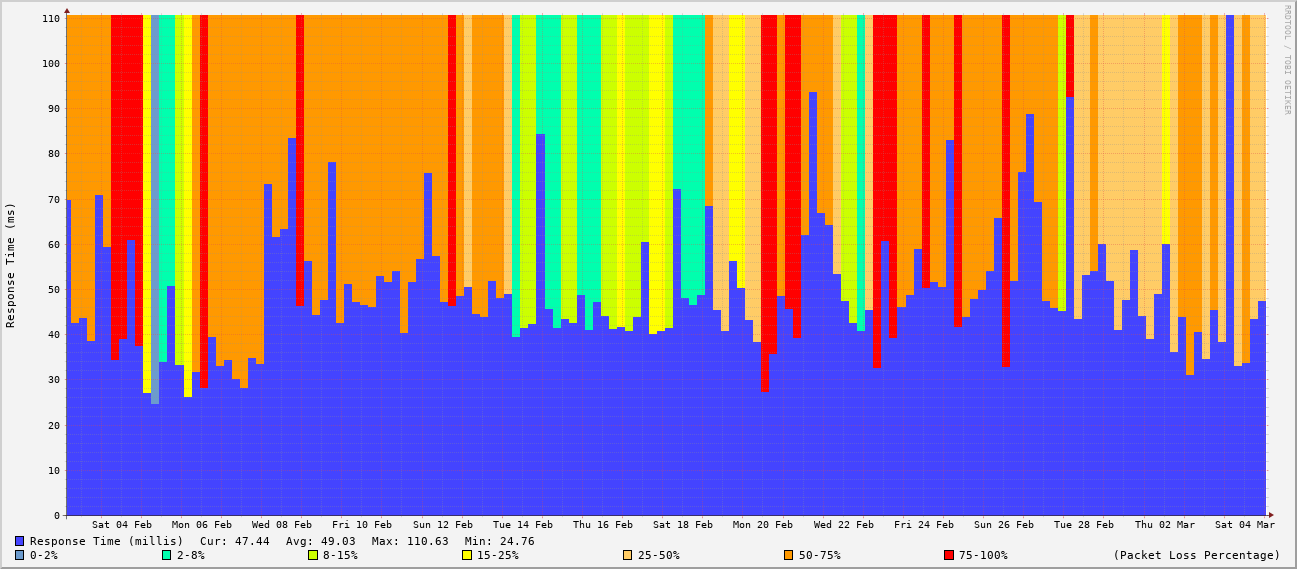 RRDTOOL / TOBI OETIKER
Response Time (ms)
110
100
90
80
70
60
50
40
30
20
10
0
Sat 04 Feb Mon 06 Feb Wed 08 Feb Fri 10 Feb Sun 12 Feb Tue 14 Feb Thu 16 Feb Sat 18 Feb Mon 20 Feb Wed 22 Feb Fri 24 Feb Sun 26 Feb Tue 28 Feb Thu 02 Mar Sat 04 Mar
Response Time (millis) Cur: 47.44 Avg: 49.03 Max: 110.63 Min: 24.76
0-2% 2-8% 8-15% 15-25% 25-50% 50-75% 75-100% (Packet Loss Percentage)